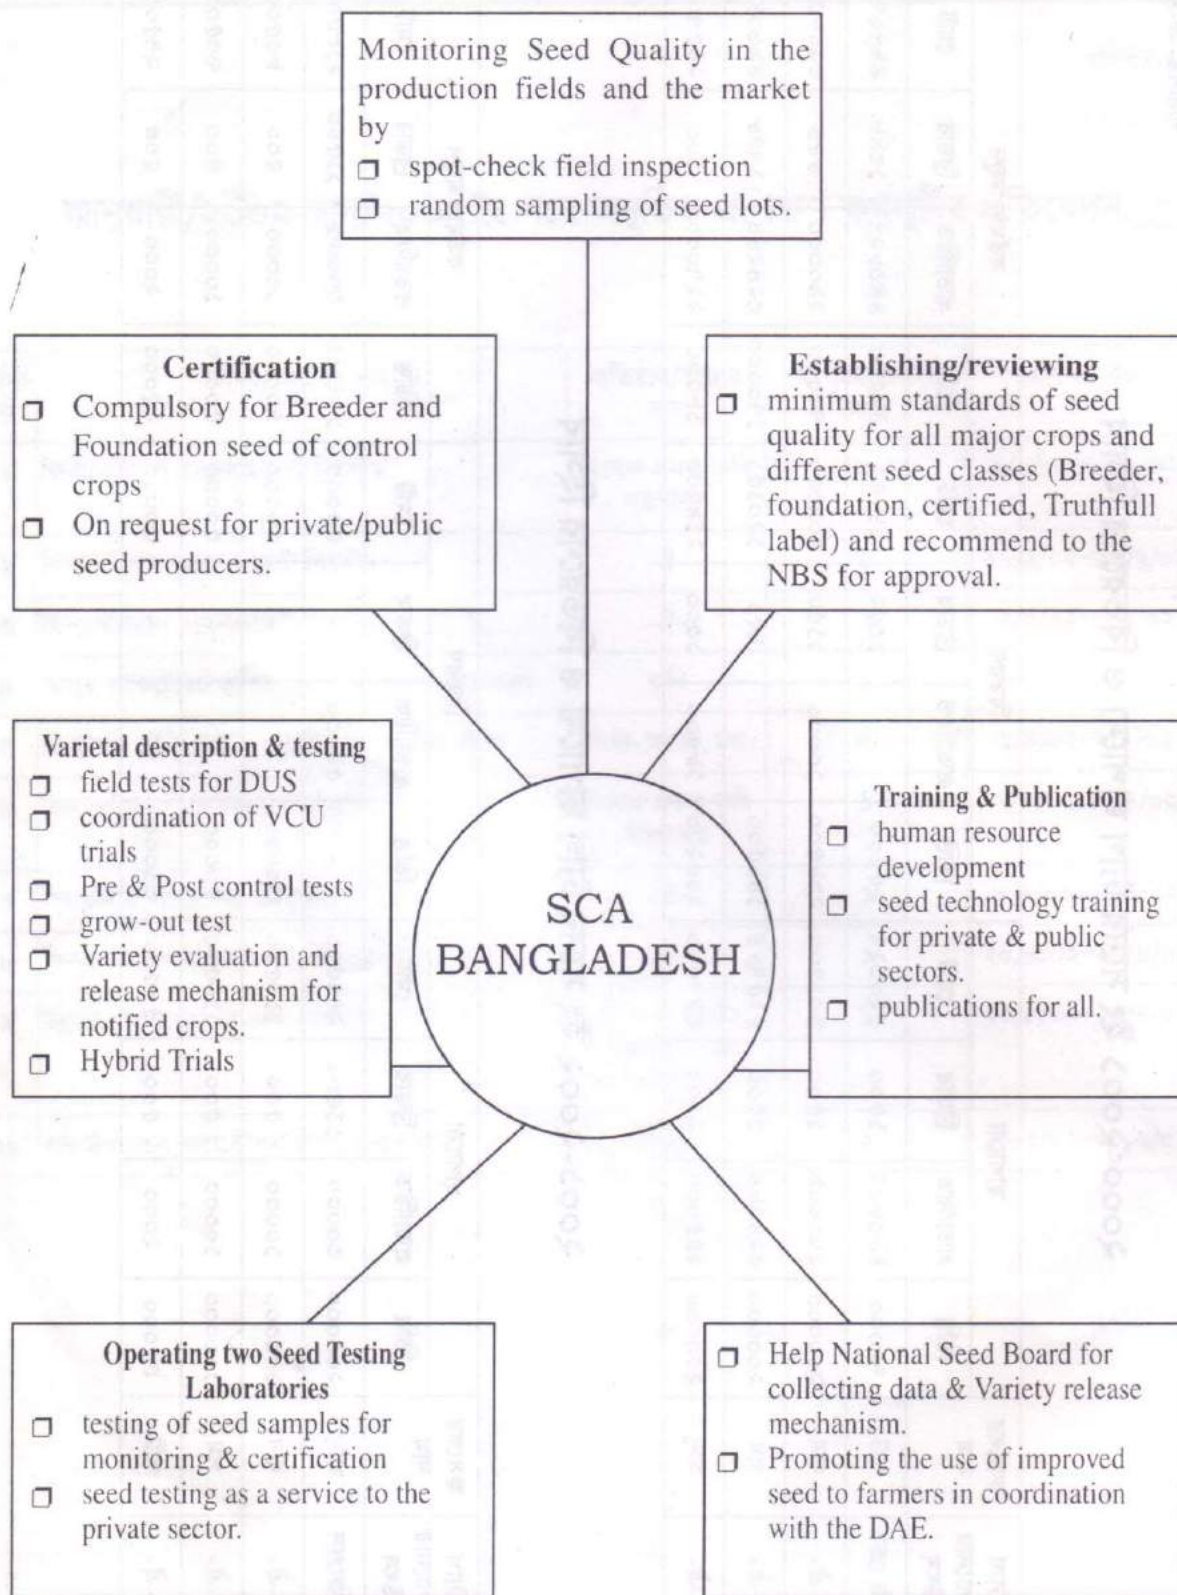 Monitoring Seed Quality in the
production fields and the market
by
❒ spot-check field inspection
❒ random sampling of seed lots.
Certification
❒ Compulsory for Breeder and
Foundation seed of control
crops
❒ On request for private/public
seed producers.
Establishing/reviewing
❒ minimum standards of seed
quality for all major crops and
different seed classes (Breeder,
foundation, certified, Truthfull
label) and recommend to the
NBS for approval.
Varietal description & testing
❒ field tests for DUS
❒ coordination of VCU
trials
❒ Pre & Post control tests
❒ grow-out test
❒ Variety evaluation and
release mechanism for
notified crops.
❒ Hybrid Trials
SCA
BANGLADESH
Training & Publication
❒ human resource
development
❒ seed technology training
for private & public
sectors.
❒ publications for all.
Operating two Seed Testing
Laboratories
❒ testing of seed samples for
monitoring & certification
❒ seed testing as a service to the
private sector.
❒ Help National Seed Board for
collecting data & Variety release
mechanism.
❒ Promoting the use of improved
seed to farmers in coordination
with the DAE.